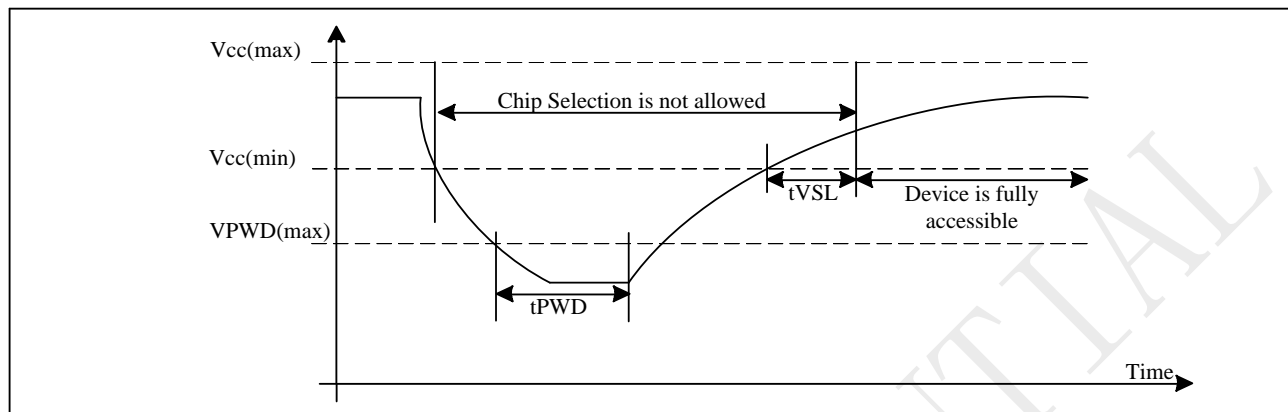 Vcc(max)
Chip Selection is not allowed
Vcc(min)
tVSL
Device is fully
accessible
VPWD(max)
tPWD
Time